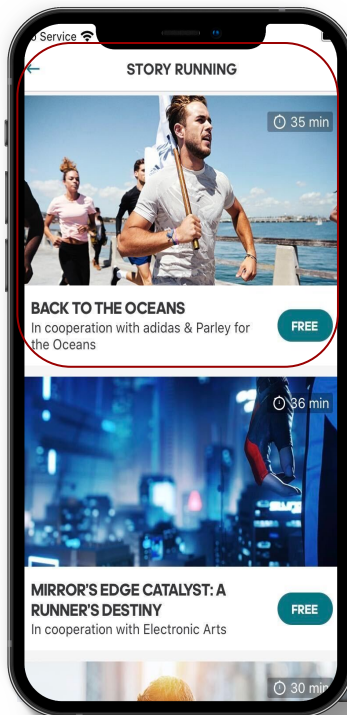 Service
STORY RUNNING
35 min
BACK TO THE OCEANS
In cooperation with adidas & Parley for
the Oceans
FREE
36 min
MIRROR'S EDGE CATALYST: A
RUNNER'S DESTINY
In cooperation with Electronic Arts
FREE
30 min